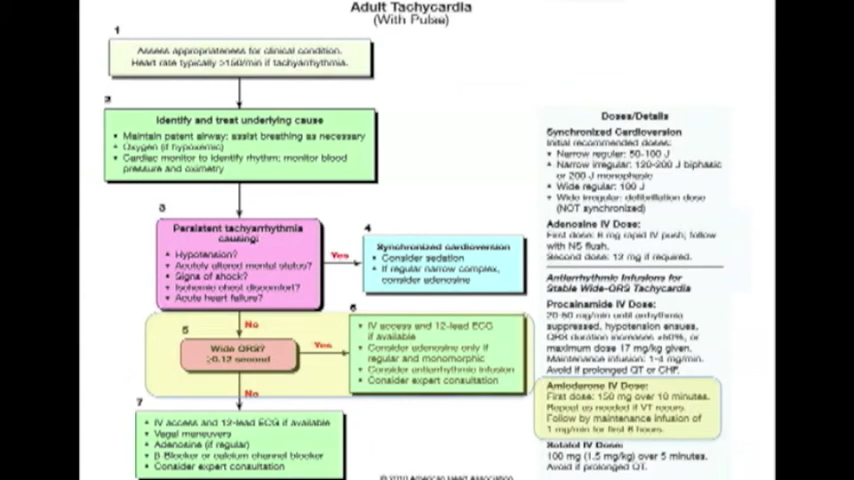 Adult Tachycardia
(With Pulse)
1
Assess appropriateness for clinical condition.
Heart rate typically >150/min if tachyarrhythmia.
2
Identify and treat underlying cause
• Maintain patent airway; assist breathing as necessary
• Oxygen (if hypoxemic)
• Cardiac monitor to identify rhythm; monitor blood
pressure and oximetry
3
Persistent tachyarrhythmia
causing:
• Hypotension?
• Acutely altered mental status?
• Signs of shock?
• Ischemic chest discomfort?
• Acute heart failure?
Yes
4
Synchronized cardioversion
• Consider sedation
• If regular narrow complex,
consider adenosine
No
5
Wide QRS?
≥0.12 second
Yes
6
• IV access and 12-lead ECG
if available
• Consider adenosine only if
regular and monomorphic
• Consider antiarrhythmic infusion
• Consider expert consultation
No
7
• IV access and 12-lead ECG if available
• Vagal maneuvers
• Adenosine (if regular)
• β-Blocker or calcium channel blocker
• Consider expert consultation
Doses/Details
Synchronized Cardioversion
Initial recommended doses:
• Narrow regular: 50-100 J
• Narrow irregular: 120-200 J biphasic
or 200 J monophasic
• Wide regular: 100 J
• Wide irregular: defibrillation dose
(NOT synchronized)
Adenosine IV Dose:
First dose: 6 mg rapid IV push; follow
with NS flush.
Second dose: 12 mg if required.
Antiarrhythmic Infusions for
Stable Wide-QRS Tachycardia
Procainamide IV Dose:
20-50 mg/min until arrhythmia
suppressed, hypotension ensues,
QRS duration increases >50%, or
maximum dose 17 mg/kg given.
Maintenance infusion: 1-4 mg/min.
Avoid if prolonged QT or CHF.
Amiodarone IV Dose:
First dose: 150 mg over 10 minutes.
Repeat as needed if VT recurs.
Follow by maintenance infusion of
1 mg/min for first 6 hours.
Sotalol IV Dose:
100 mg (1.5 mg/kg) over 5 minutes.
Avoid if prolonged QT.
© 2010 American Heart Association